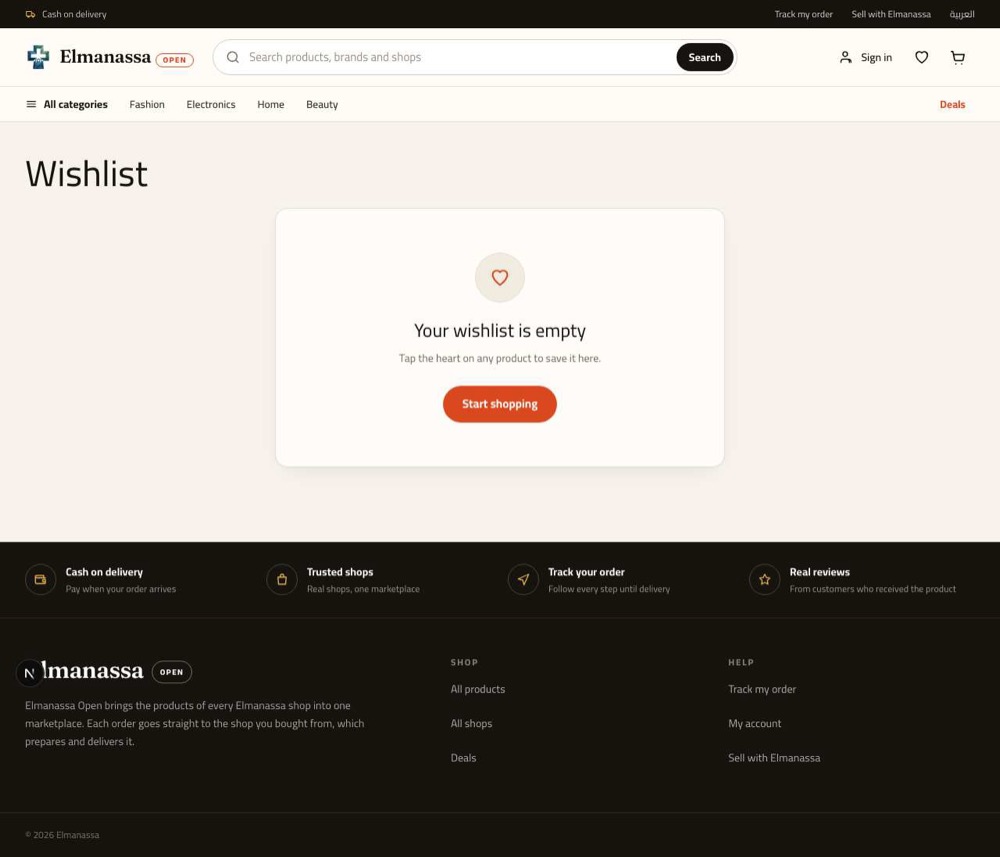 Cash on delivery
Track my order
Sell with Elmanassa
العربية
Elmanassa OPEN
Search products, brands and shops
Search
Sign in
All categories
Fashion
Electronics
Home
Beauty
Deals
Wishlist
Your wishlist is empty
Tap the heart on any product to save it here.
Start shopping
Cash on delivery
Pay when your order arrives
Trusted shops
Real shops, one marketplace
Track your order
Follow every step until delivery
Real reviews
From customers who received the product
N
lmanassa OPEN
Elmanassa Open brings the products of every Elmanassa shop into one
marketplace. Each order goes straight to the shop you bought from, which
prepares and delivers it.
SHOP
All products
All shops
Deals
HELP
Track my order
My account
Sell with Elmanassa
© 2026 Elmanassa